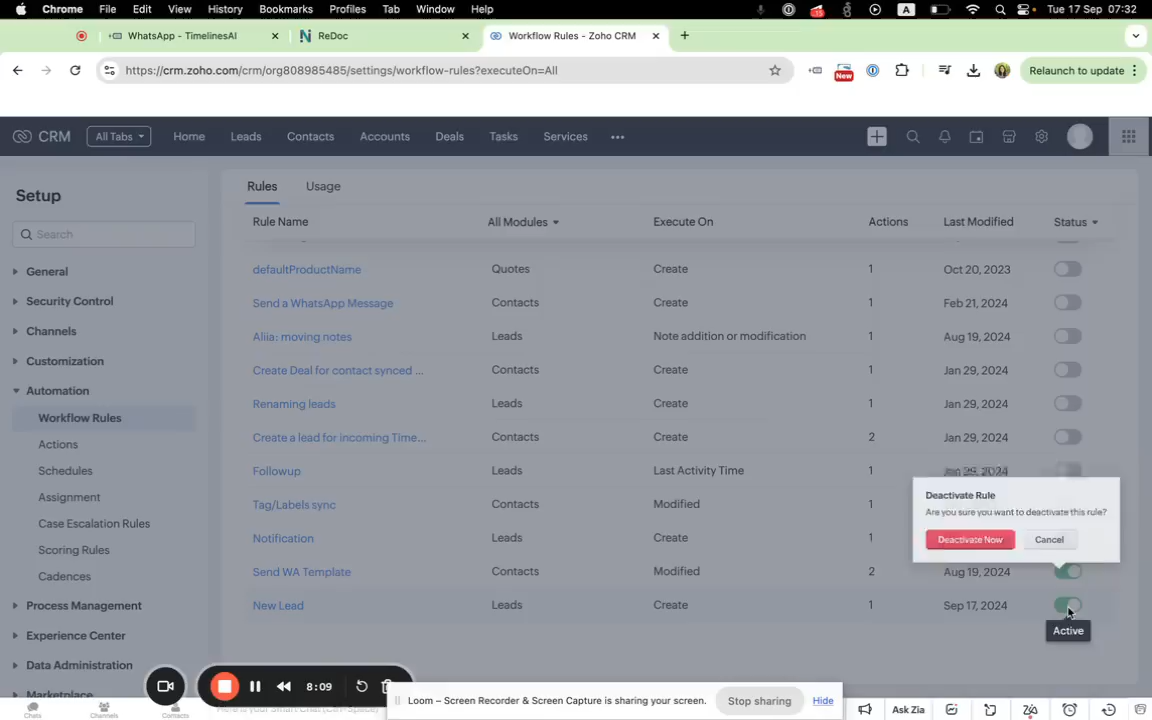 Chrome File Edit View History Bookmarks Profiles Tab Window Help
15
A
Tue 17 Sep 07:32
WhatsApp - TimelinesAI
ReDoc
Workflow Rules - Zoho CRM
https://crm.zoho.com/crm/org808985485/settings/workflow-rules?executeOn=All
New
Relaunch to update
CRM
All Tabs
Home Leads Contacts Accounts Deals Tasks Services
Setup
Search
General
Security Control
Channels
Customization
Automation
Workflow Rules
Actions
Schedules
Assignment
Case Escalation Rules
Scoring Rules
Cadences
Process Management
Experience Center
Data Administration
Marketplace
Rules Usage
Rule Name All Modules Execute On Actions Last Modified Status
defaultProductName Quotes Create 1 Oct 20, 2023
Send a WhatsApp Message Contacts Create 1 Feb 21, 2024
Aliia: moving notes Leads Note addition or modification 1 Aug 19, 2024
Create Deal for contact synced ... Contacts Create 1 Jan 29, 2024
Renaming leads Leads Create 1 Jan 29, 2024
Create a lead for incoming Time... Contacts Create 2 Jan 29, 2024
Followup Leads Last Activity Time 1 Jan 29, 2024
Tag/Labels sync Contacts Modified 1
Notification Leads Create 1
Send WA Template Contacts Modified 2 Aug 19, 2024
New Lead Leads Create 1 Sep 17, 2024
Deactivate Rule
Are you sure you want to deactivate this rule?
Deactivate Now Cancel
Active
8:09
Loom – Screen Recorder & Screen Capture is sharing your screen. Stop sharing Hide
Chats
Channels
Contacts
Ask Zia